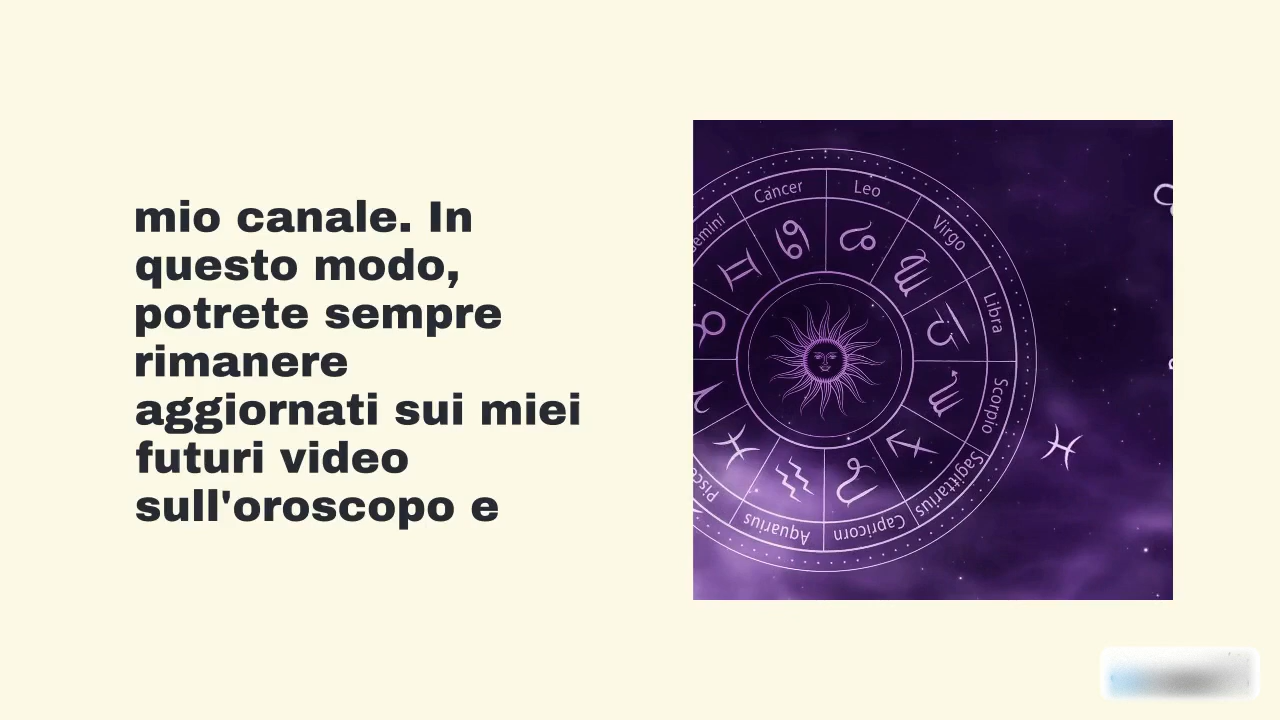 mio canale. In
questo modo,
potrete sempre
rimanere
aggiornati sui miei
futuri video
sull'oroscopo e
Cancer
Leo
Virgo
Libra
Scorpio
Sagittarius
Capricorn
Aquarius